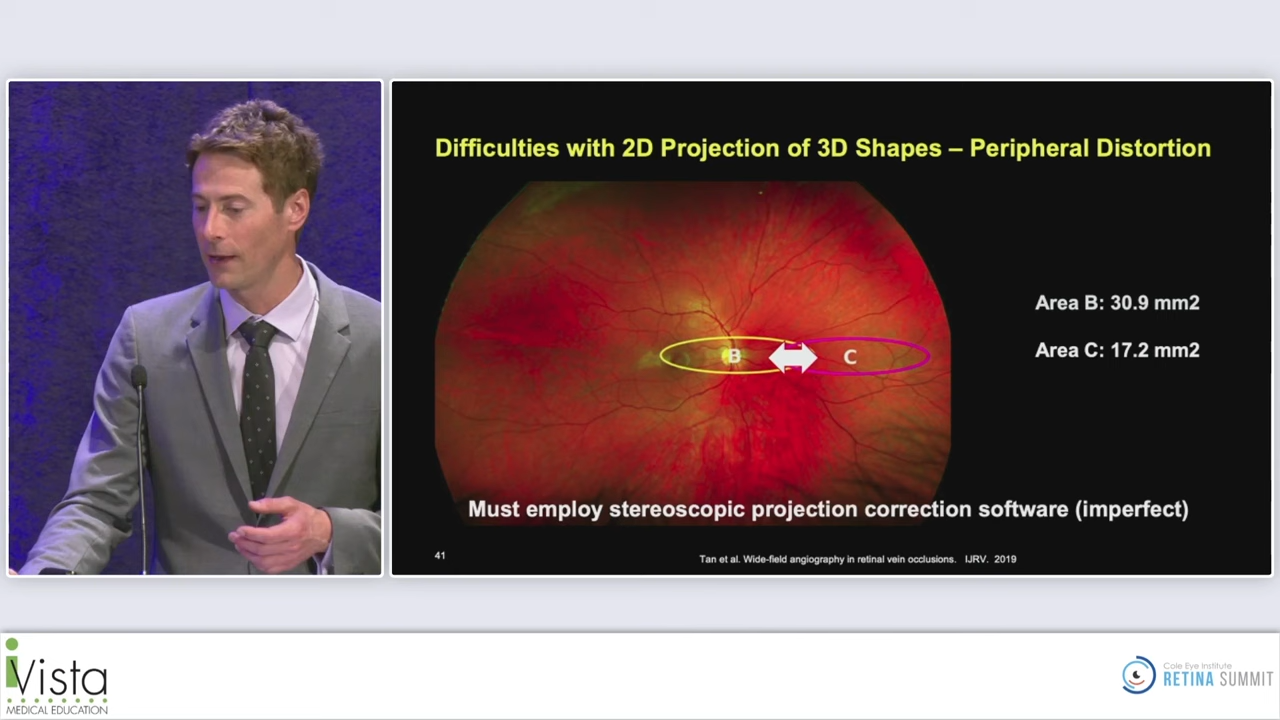 Difficulties with 2D Projection of 3D Shapes – Peripheral Distortion
B
C
Area B: 30.9 mm2
Area C: 17.2 mm2
Must employ stereoscopic projection correction software (imperfect)
41
Tan et al. Wide-field angiography in retinal vein occlusions. IJRV. 2019
iVista
MEDICAL EDUCATION
Cole Eye Institute
RETINA SUMMIT